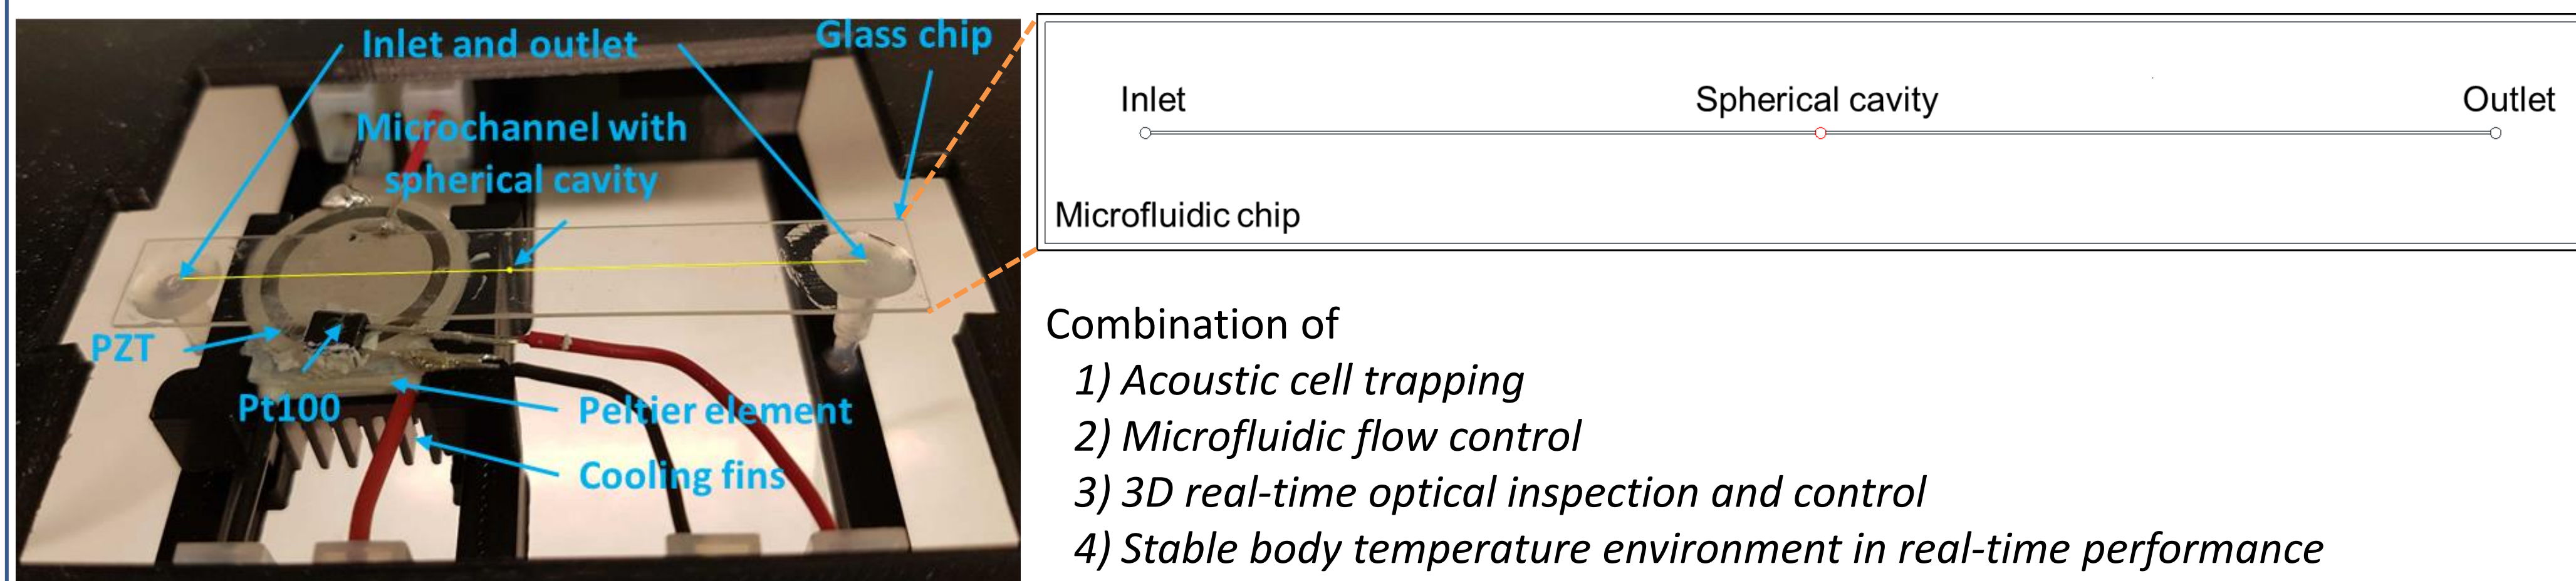 Inlet and outlet
Glass chip
Microchannel with
spherical cavity
PZT
Pt100
Peltier element
Cooling fins
Inlet
Spherical cavity
Outlet
Microfluidic chip
Combination of
1) Acoustic cell trapping
2) Microfluidic flow control
3) 3D real-time optical inspection and control
4) Stable body temperature environment in real-time performance